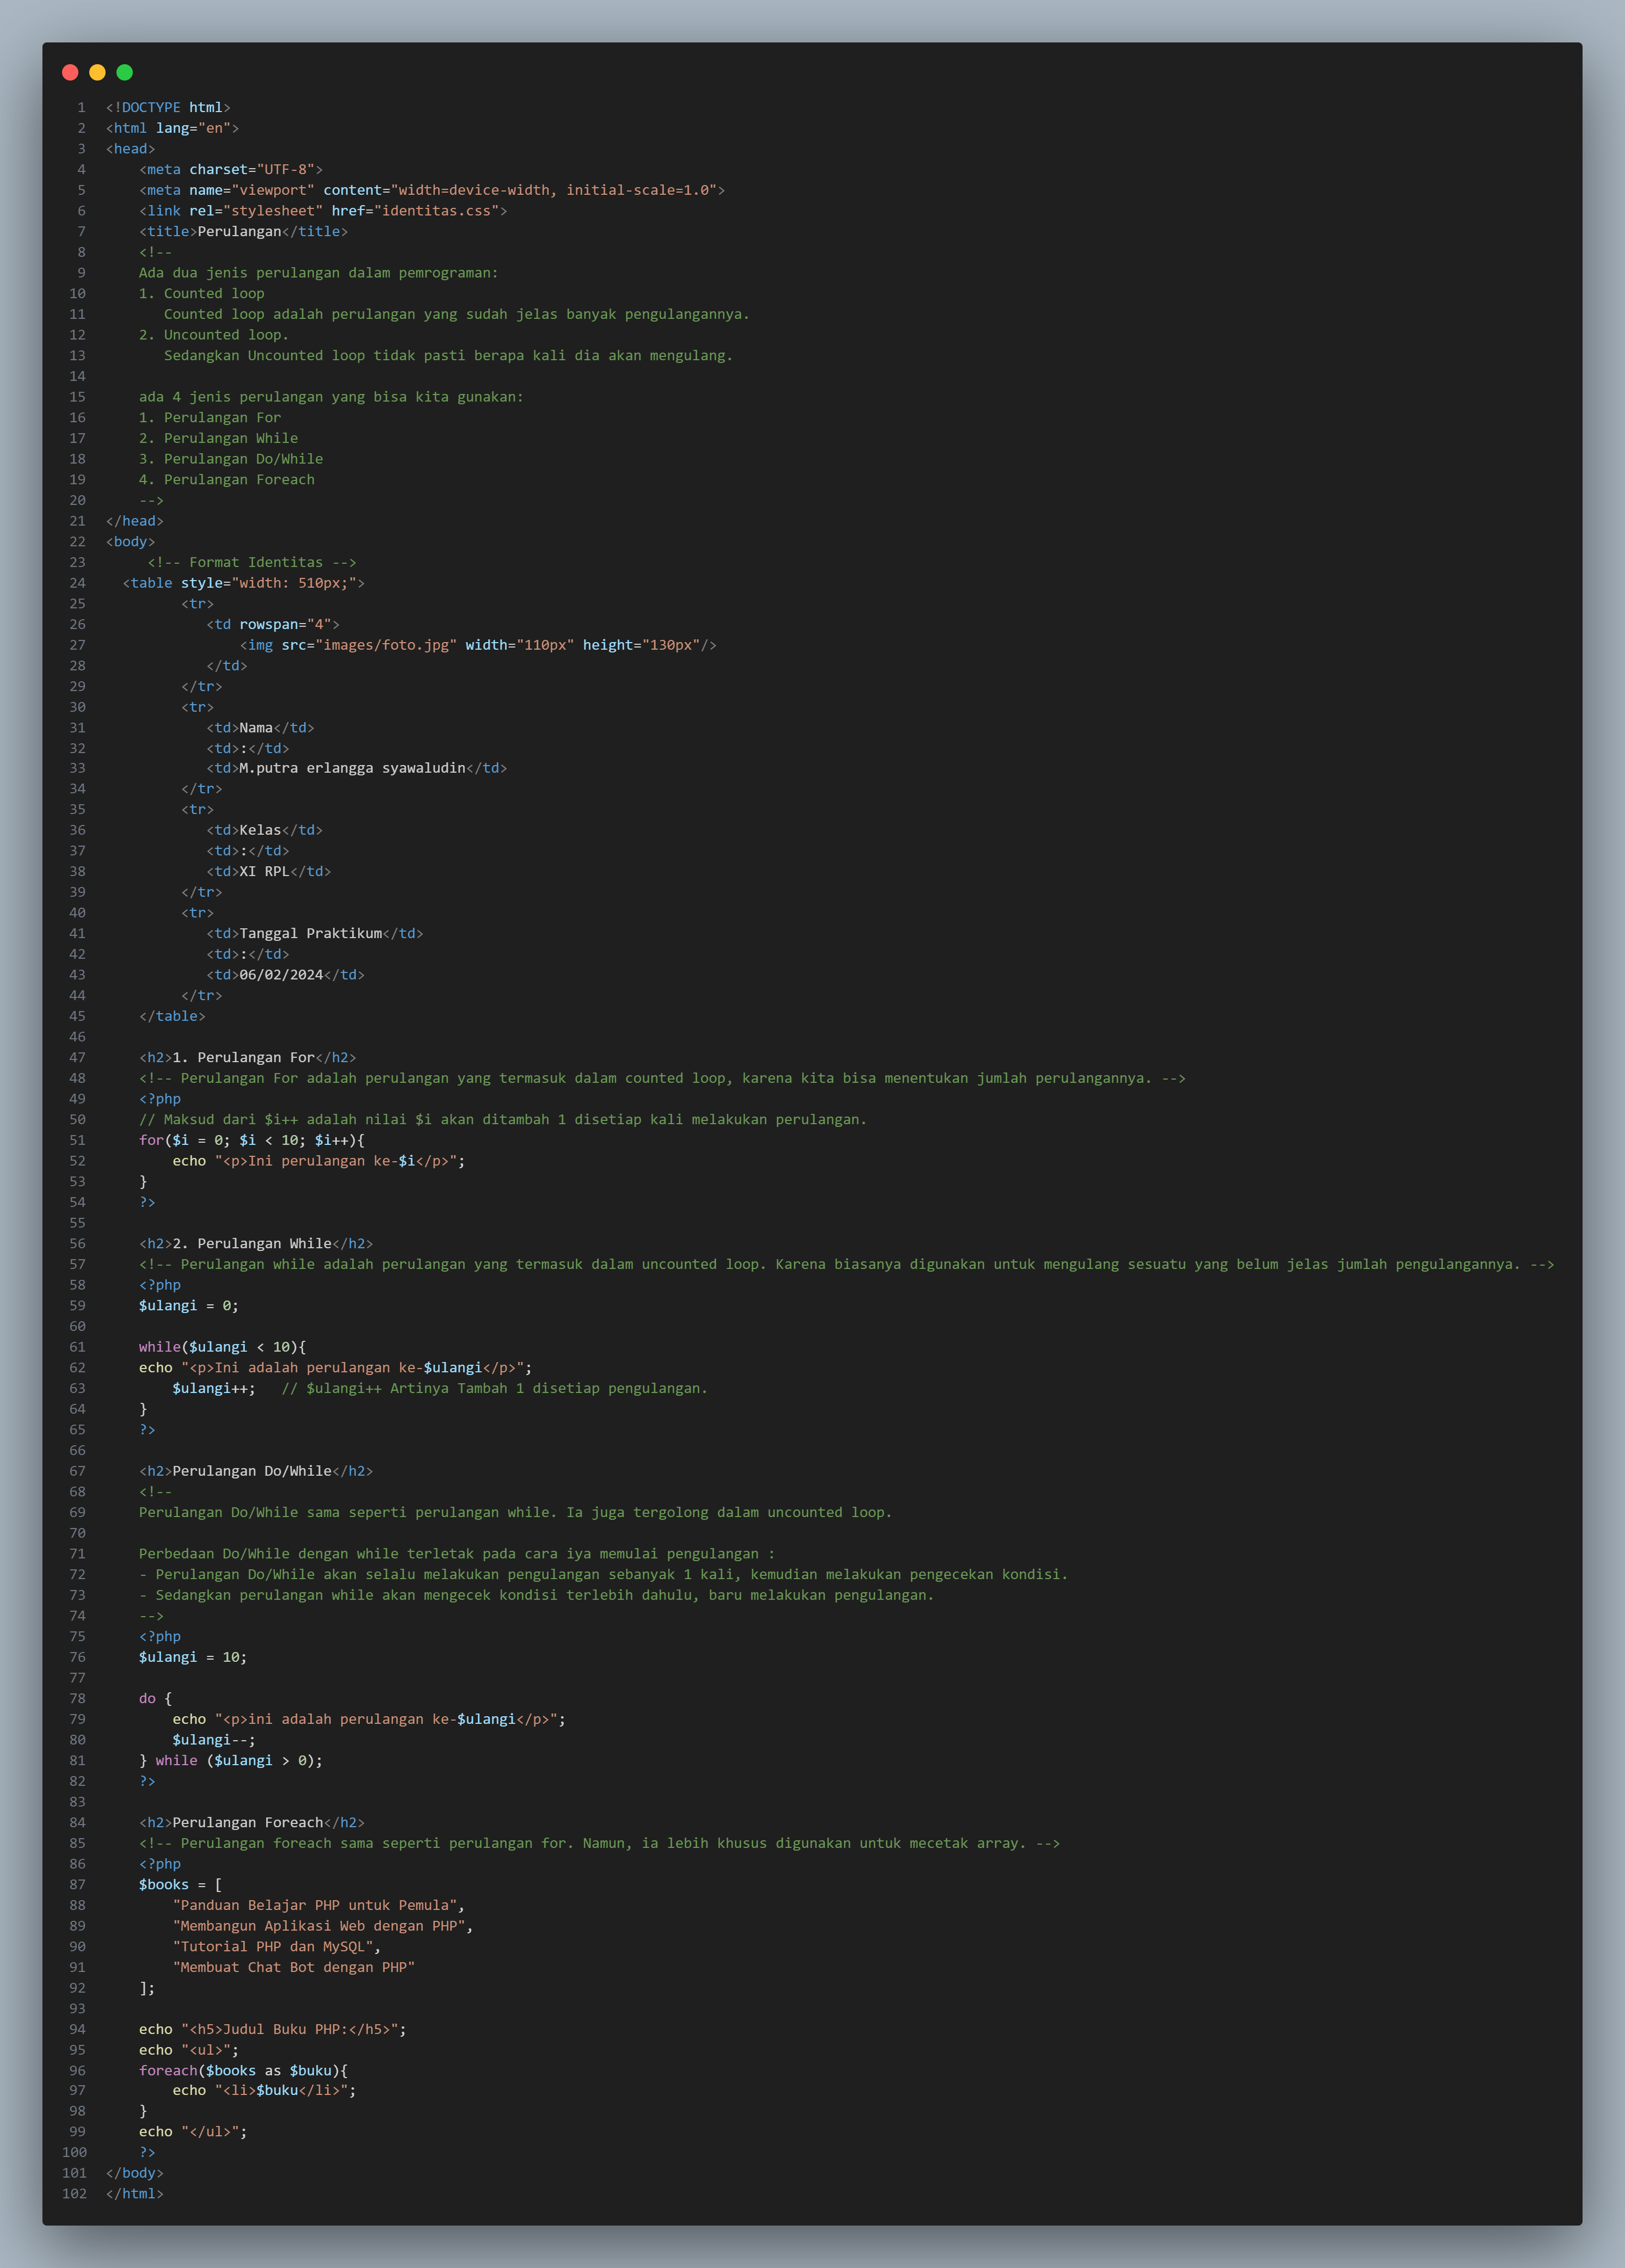 1 <!DOCTYPE html>
2 <html lang="en">
3 <head>
4     <meta charset="UTF-8">
5     <meta name="viewport" content="width=device-width, initial-scale=1.0">
6     <link rel="stylesheet" href="identitas.css">
7     <title>Perulangan</title>
8     <!--
9     Ada dua jenis perulangan dalam pemrograman:
10     1. Counted loop
11        Counted loop adalah perulangan yang sudah jelas banyak pengulangannya.
12     2. Uncounted loop.
13        Sedangkan Uncounted loop tidak pasti berapa kali dia akan mengulang.
14
15     ada 4 jenis perulangan yang bisa kita gunakan:
16     1. Perulangan For
17     2. Perulangan While
18     3. Perulangan Do/While
19     4. Perulangan Foreach
20     -->
21 </head>
22 <body>
23      <!-- Format Identitas -->
24   <table style="width: 510px;">
25          <tr>
26             <td rowspan="4">
27                 <img src="images/foto.jpg" width="110px" height="130px"/>
28             </td>
29          </tr>
30          <tr>
31             <td>Nama</td>
32             <td>:</td>
33             <td>M.putra erlangga syawaludin</td>
34          </tr>
35          <tr>
36             <td>Kelas</td>
37             <td>:</td>
38             <td>XI RPL</td>
39          </tr>
40          <tr>
41             <td>Tanggal Praktikum</td>
42             <td>:</td>
43             <td>06/02/2024</td>
44          </tr>
45     </table>
46
47     <h2>1. Perulangan For</h2>
48     <!-- Perulangan For adalah perulangan yang termasuk dalam counted loop, karena kita bisa menentukan jumlah perulangannya. -->
49     <?php
50     // Maksud dari $i++ adalah nilai $i akan ditambah 1 disetiap kali melakukan perulangan.
51     for($i = 0; $i < 10; $i++){
52         echo "<p>Ini perulangan ke-$i</p>";
53     }
54     ?>
55
56     <h2>2. Perulangan While</h2>
57     <!-- Perulangan while adalah perulangan yang termasuk dalam uncounted loop. Karena biasanya digunakan untuk mengulang sesuatu yang belum jelas jumlah pengulangannya. -->
58     <?php
59     $ulangi = 0;
60
61     while($ulangi < 10){
62     echo "<p>Ini adalah perulangan ke-$ulangi</p>";
63         $ulangi++;   // $ulangi++ Artinya Tambah 1 disetiap pengulangan.
64     }
65     ?>
66
67     <h2>Perulangan Do/While</h2>
68     <!--
69     Perulangan Do/While sama seperti perulangan while. Ia juga tergolong dalam uncounted loop.
70
71     Perbedaan Do/While dengan while terletak pada cara iya memulai pengulangan :
72     - Perulangan Do/While akan selalu melakukan pengulangan sebanyak 1 kali, kemudian melakukan pengecekan kondisi.
73     - Sedangkan perulangan while akan mengecek kondisi terlebih dahulu, baru melakukan pengulangan.
74     -->
75     <?php
76     $ulangi = 10;
77
78     do {
79         echo "<p>ini adalah perulangan ke-$ulangi</p>";
80         $ulangi--;
81     } while ($ulangi > 0);
82     ?>
83
84     <h2>Perulangan Foreach</h2>
85     <!-- Perulangan foreach sama seperti perulangan for. Namun, ia lebih khusus digunakan untuk mecetak array. -->
86     <?php
87     $books = [
88         "Panduan Belajar PHP untuk Pemula",
89         "Membangun Aplikasi Web dengan PHP",
90         "Tutorial PHP dan MySQL",
91         "Membuat Chat Bot dengan PHP"
92     ];
93
94     echo "<h5>Judul Buku PHP:</h5>";
95     echo "<ul>";
96     foreach($books as $buku){
97         echo "<li>$buku</li>";
98     }
99     echo "</ul>";
100     ?>
101 </body>
102 </html>